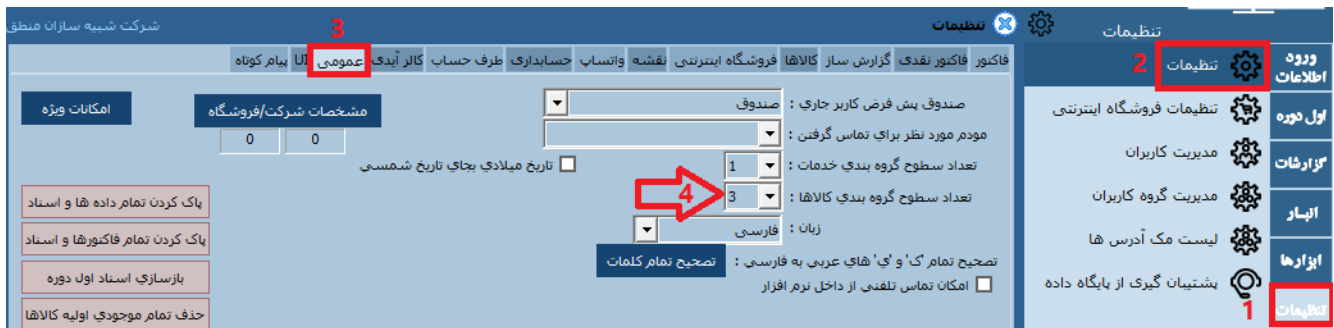 ورود اطلاعات
اول دوره
گزارشات
انبار
ابزارها
تنظیمات
1
تنظیمات
تنظیمات
2
تنظیمات فروشگاه اینترنتی
مدیریت کاربران
مدیریت گروه کاربران
لیست مک آدرس ها
پشتیبان گیری از پایگاه داده
تنظیمات
3
شرکت شبیه سازان منطق
فاکتور فاکتور نقدی گزارش ساز کالاها فروشگاه اینترنتی نقشه واتساپ حسابداری طرف حساب کالر آیدی عمومی UI پیام کوتاه
صندوق پیش فرض کاربر جاري : صندوق
مودم مورد نظر براي تماس گرفتن :
تعداد سطوح گروه بندي خدمات : 1
تاریخ میلادي بجاي تاریخ شمسي
تعداد سطوح گروه بندي کالاها : 3
4
زبان : فارسی
تصحیح تمام 'ک' و 'ي' هاي عربی به فارسی : تصحیح تمام کلمات
امکان تماس تلفنی از داخل نرم افزار
مشخصات شرکت/فروشگاه
0 0
امکانات ویژه
پاک کردن تمام داده ها و اسناد
پاک کردن تمام فاکتورها و اسناد
بازسازي اسناد اول دوره
حذف تمام موجودي اولیه کالاها